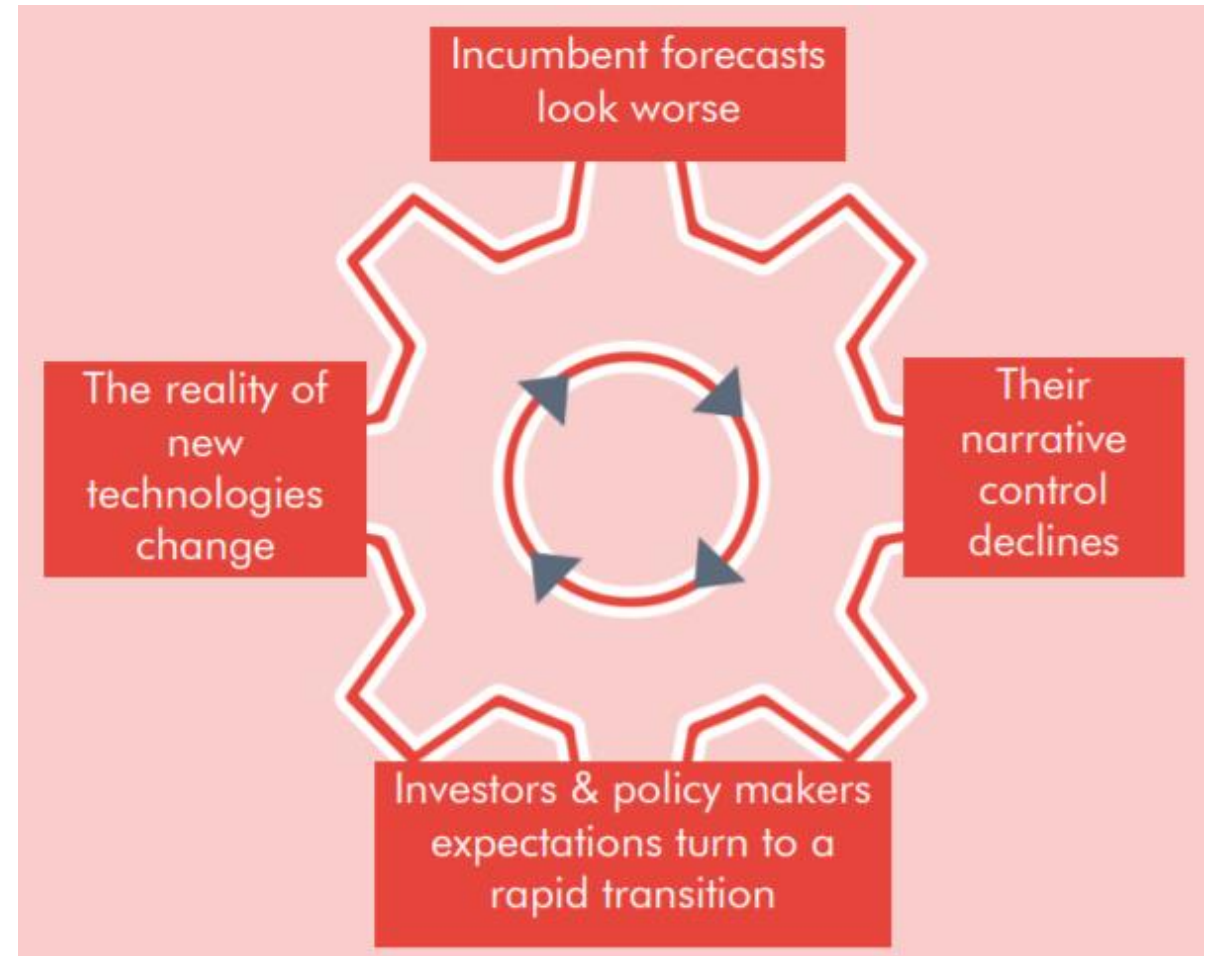 Incumbent forecasts
look worse
The reality of
new
technologies
change
Their
narrative
control
declines
Investors & policy makers
expectations turn to a
rapid transition